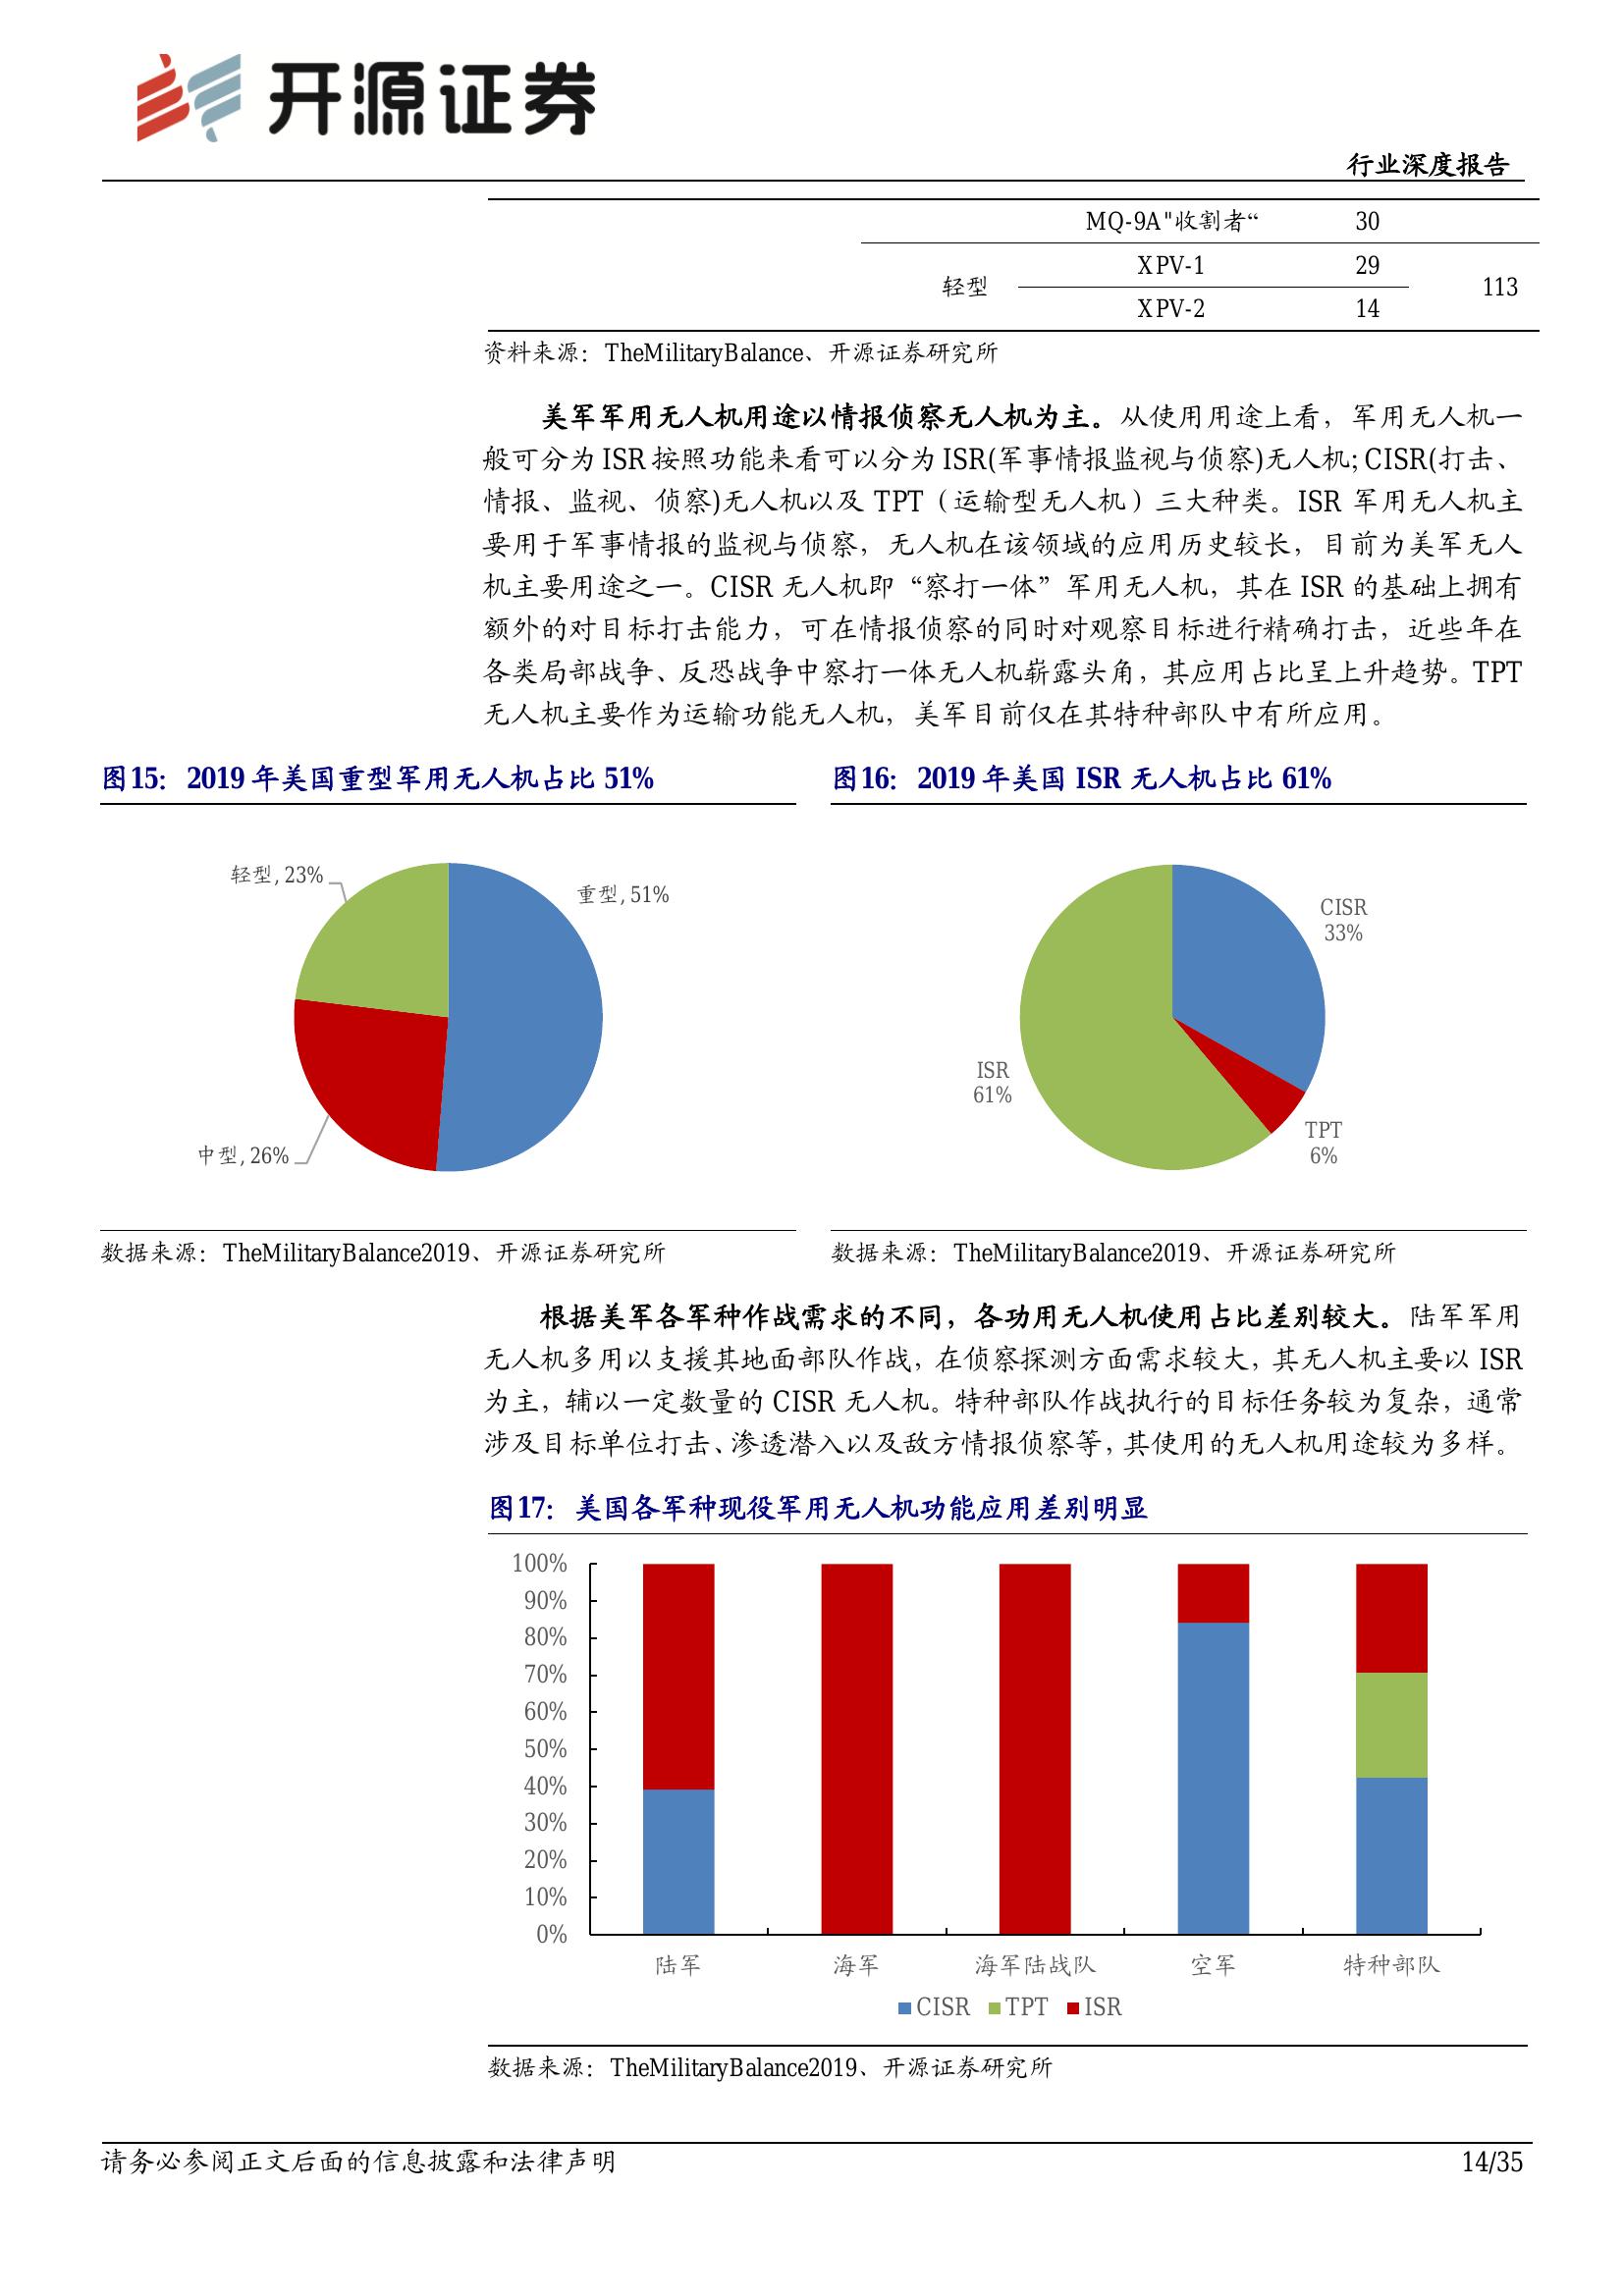 开源证券
行业深度报告
MQ-9A"收割者“ 30
轻型 XPV-1 29 113
XPV-2 14
资料来源：TheMilitaryBalance、开源证券研究所
美军军用无人机用途以情报侦察无人机为主。从使用用途上看，军用无人机一
般可分为 ISR 按照功能来看可以分为 ISR(军事情报监视与侦察)无人机; CISR(打击、
情报、监视、侦察)无人机以及 TPT（运输型无人机）三大种类。ISR 军用无人机主
要用于军事情报的监视与侦察，无人机在该领域的应用历史较长，目前为美军无人
机主要用途之一。CISR 无人机即“察打一体”军用无人机，其在 ISR 的基础上拥有
额外的对目标打击能力，可在情报侦察的同时对观察目标进行精确打击，近些年在
各类局部战争、反恐战争中察打一体无人机崭露头角，其应用占比呈上升趋势。TPT
无人机主要作为运输功能无人机，美军目前仅在其特种部队中有所应用。
图15：2019 年美国重型军用无人机占比 51%
轻型, 23%
重型, 51%
中型, 26%
数据来源：TheMilitaryBalance2019、开源证券研究所
图16：2019 年美国 ISR 无人机占比 61%
CISR
33%
ISR
61%
TPT
6%
数据来源：TheMilitaryBalance2019、开源证券研究所
根据美军各军种作战需求的不同，各功用无人机使用占比差别较大。陆军军用
无人机多用以支援其地面部队作战，在侦察探测方面需求较大，其无人机主要以 ISR
为主，辅以一定数量的 CISR 无人机。特种部队作战执行的目标任务较为复杂，通常
涉及目标单位打击、渗透潜入以及敌方情报侦察等，其使用的无人机用途较为多样。
图17：美国各军种现役军用无人机功能应用差别明显
100%
90%
80%
70%
60%
50%
40%
30%
20%
10%
0%
陆军 海军 海军陆战队 空军 特种部队
CISR TPT ISR
数据来源：TheMilitaryBalance2019、开源证券研究所
请务必参阅正文后面的信息披露和法律声明 14/35